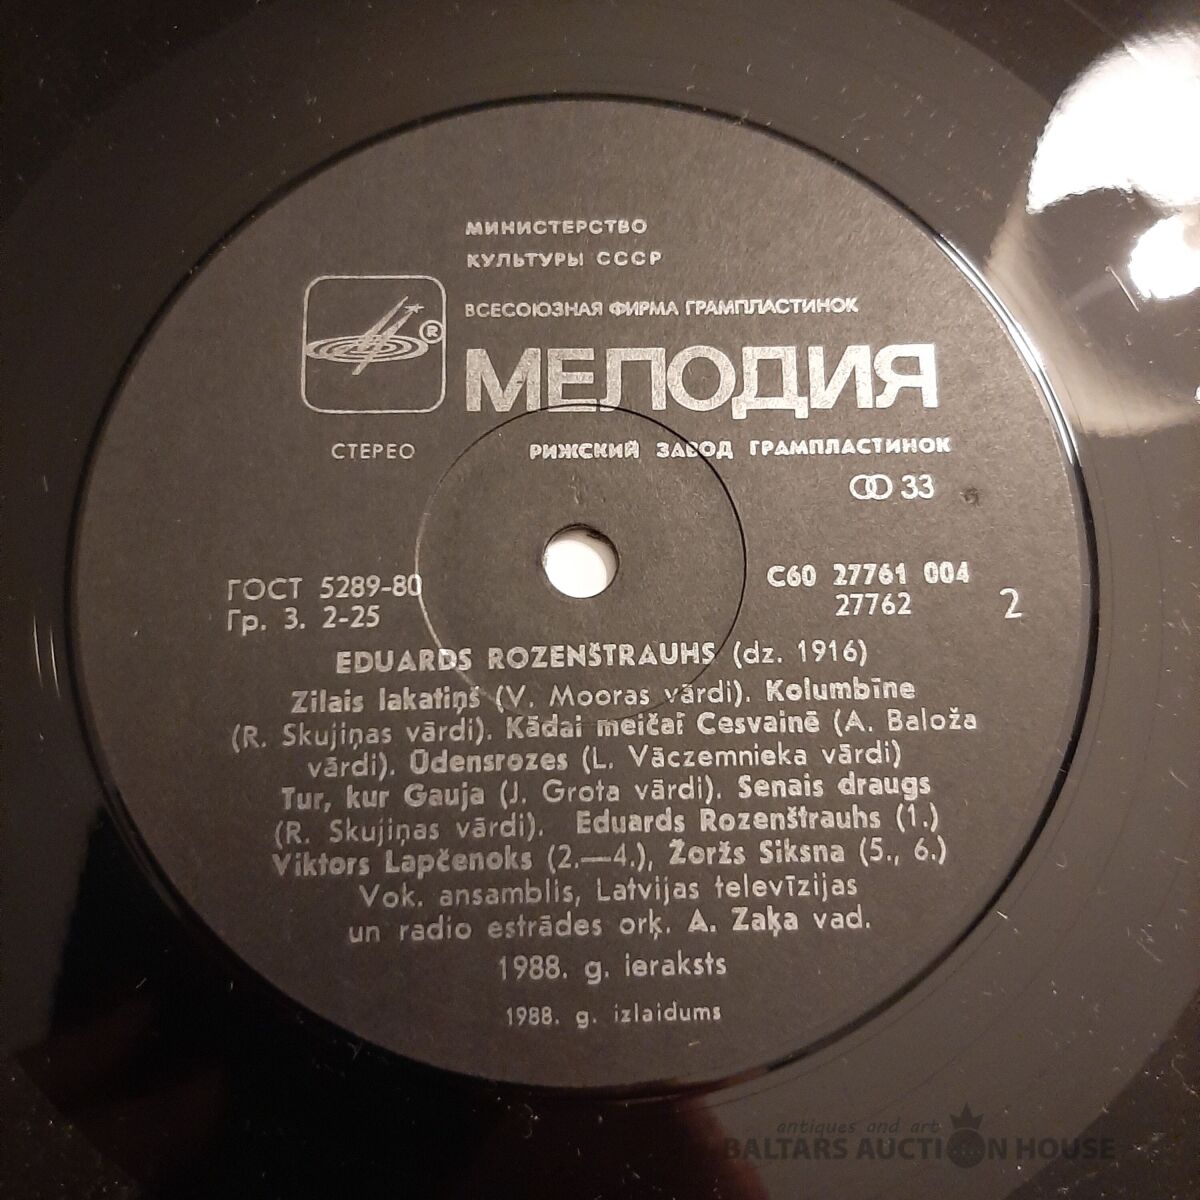 МИНИСТЕРСТВО
КУЛЬТУРЫ СССР
ВСЕСОЮЗНАЯ ФИРМА ГРАМПЛАСТИНОК
®
МЕЛОДИЯ
СТЕРЕО
РИЖСКИЙ ЗАВОД ГРАМПЛАСТИНОК
33
ГОСТ 5289-80
Гр. 3. 2-25
С60 27761 004
27762
2
EDUARDS ROZENŠTRAUHS (dz. 1916)
Zilais lakatiņš (V. Mooras vārdi). Kolumbīne
(R. Skujiņas vārdi). Kādai meičai Cesvainē (A. Baloža
vārdi). Ūdensrozes (L. Vāczemnieka vārdi)
Tur, kur Gauja (J. Grota vārdi). Senais draugs
(R. Skujiņas vārdi). Eduards Rozenštrauhs (1.)
Viktors Lapčenoks (2.—4.), Žoržs Siksna (5., 6.)
Vok. ansamblis, Latvijas televīzijas
un radio estrādes orķ. A. Zaķa vad.
1988. g. ieraksts
1988. g. izlaidums
antiques and art
BALTARS AUCTION HOUSE